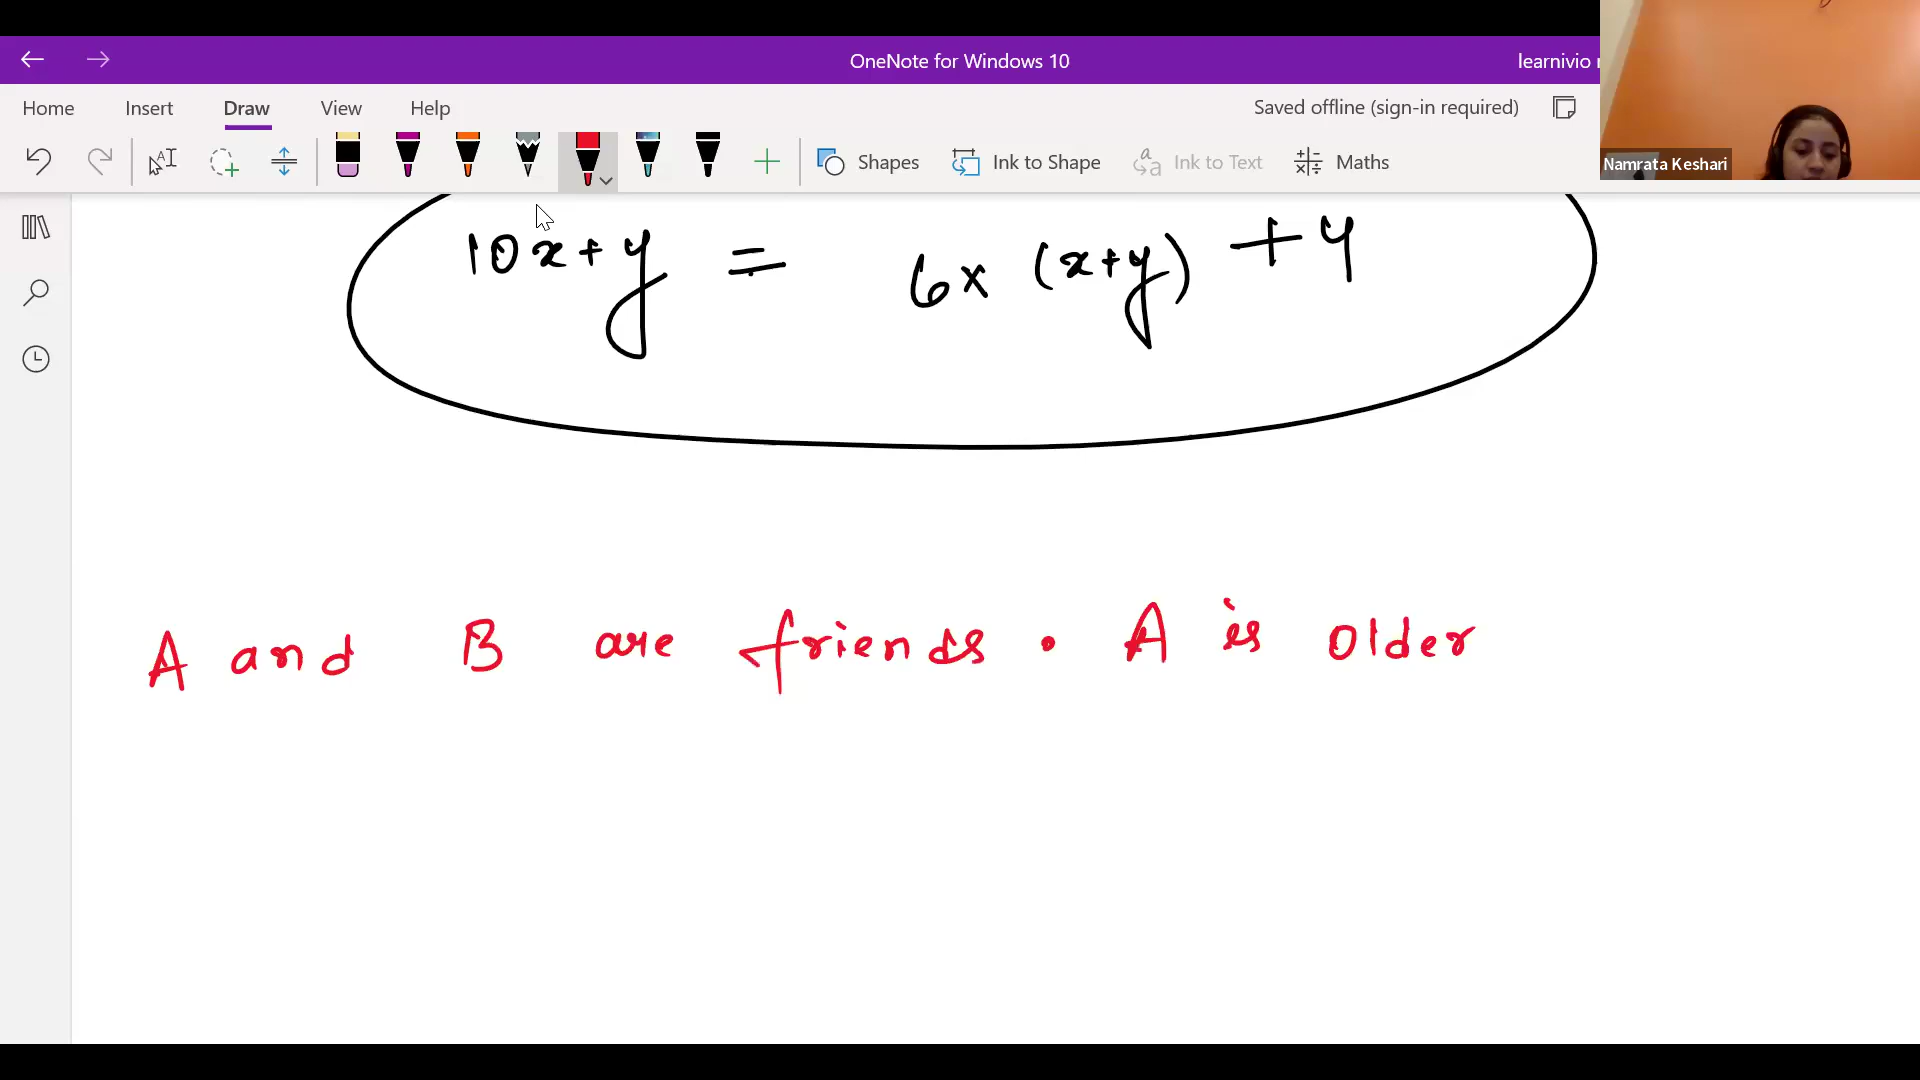 OneNote for Windows 10
learnivio
Home Insert Draw View Help
Saved offline (sign-in required)
Shapes Ink to Shape Ink to Text Maths
Namrata Keshari
10x+y = 6x (x+y) + 4
A and B are friends . A is older